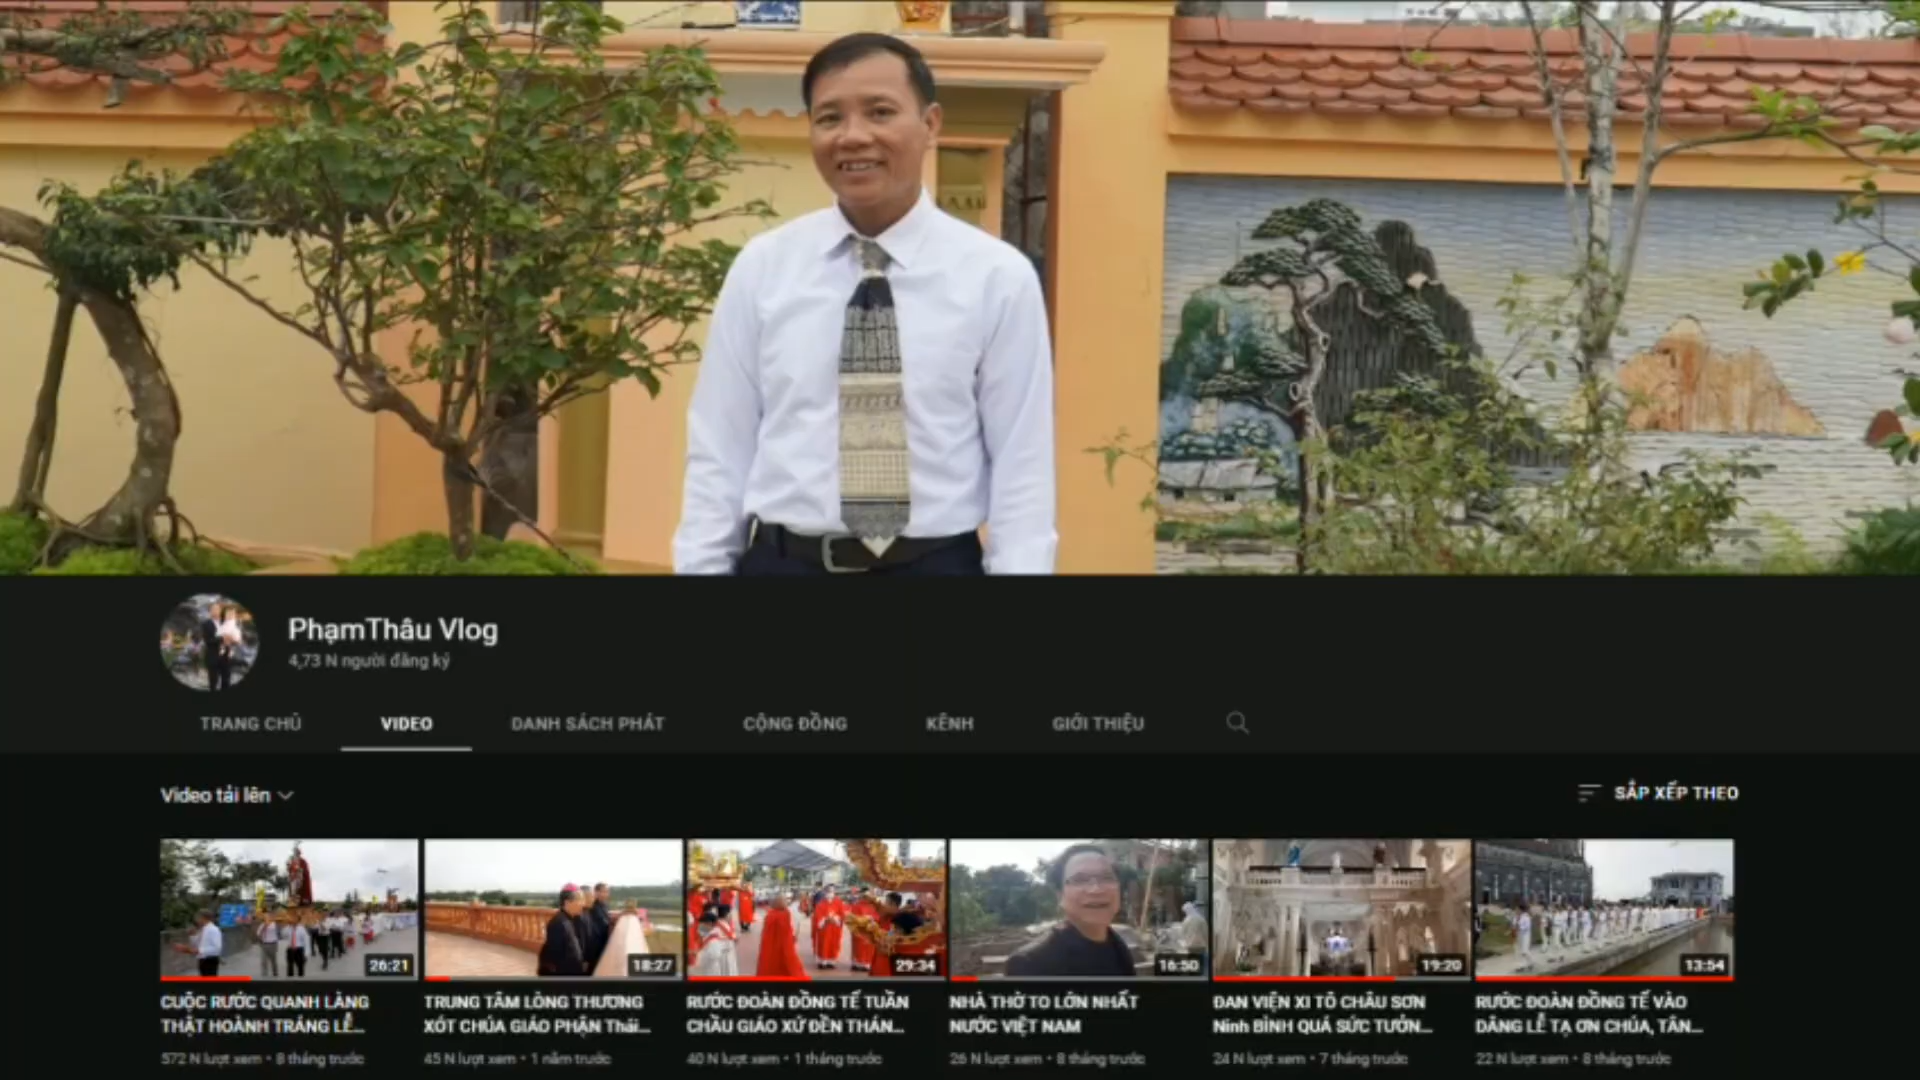 PhạmThâu Vlog
4,73 N người đăng ký
TRANG CHỦ
VIDEO
DANH SÁCH PHÁT
CỘNG ĐỒNG
KÊNH
GIỚI THIỆU
Video tải lên
SẮP XẾP THEO
26:21
18:27
29:34
16:50
19:20
13:54
CUỘC RƯỚC QUANH LÀNG
THẬT HOÀNH TRÁNG LỄ...
572 N lượt xem • 8 tháng trước
TRUNG TÂM LÒNG THƯƠNG
XÓT CHÚA GIÁO PHẬN Thái...
45 N lượt xem • 1 năm trước
RƯỚC ĐOÀN ĐỒNG TẾ TUẦN
CHẦU GIÁO XỨ ĐỀN THÁN...
40 N lượt xem • 1 tháng trước
NHÀ THỜ TO LỚN NHẤT
NƯỚC VIỆT NAM
26 N lượt xem • 8 tháng trước
ĐAN VIỆN XI TÔ CHÂU SƠN
Ninh BÌNH QUÁ SỨC TƯỞN...
24 N lượt xem • 7 tháng trước
RƯỚC ĐOÀN ĐỒNG TẾ VÀO
DÂNG LỄ TẠ ƠN CHÚA, TÂN...
22 N lượt xem • 8 tháng trước